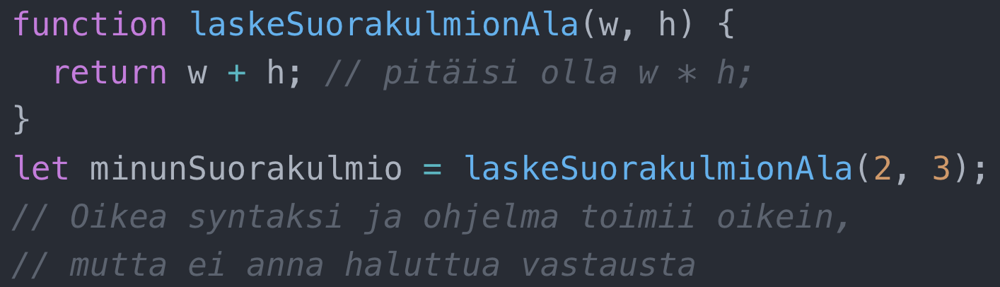 function laskeSuorakulmionAla(w, h) {
  return w + h; // pitäisi olla w * h;
}
let minunSuorakulmio = laskeSuorakulmionAla(2, 3);
// Oikea syntaksi ja ohjelma toimii oikein,
// mutta ei anna haluttua vastausta